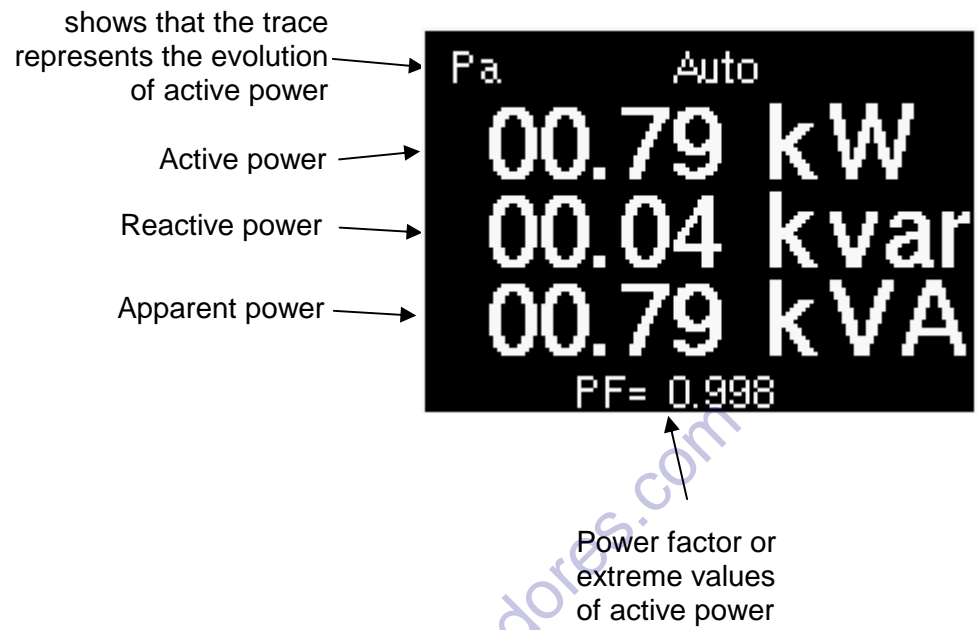 shows that the trace
represents the evolution
of active power
Pa Auto
Active power
00.79 kW
Reactive power
00.04 kvar
Apparent power
00.79 kVA
PF= 0.998
Power factor or
extreme values
of active power
dores.com